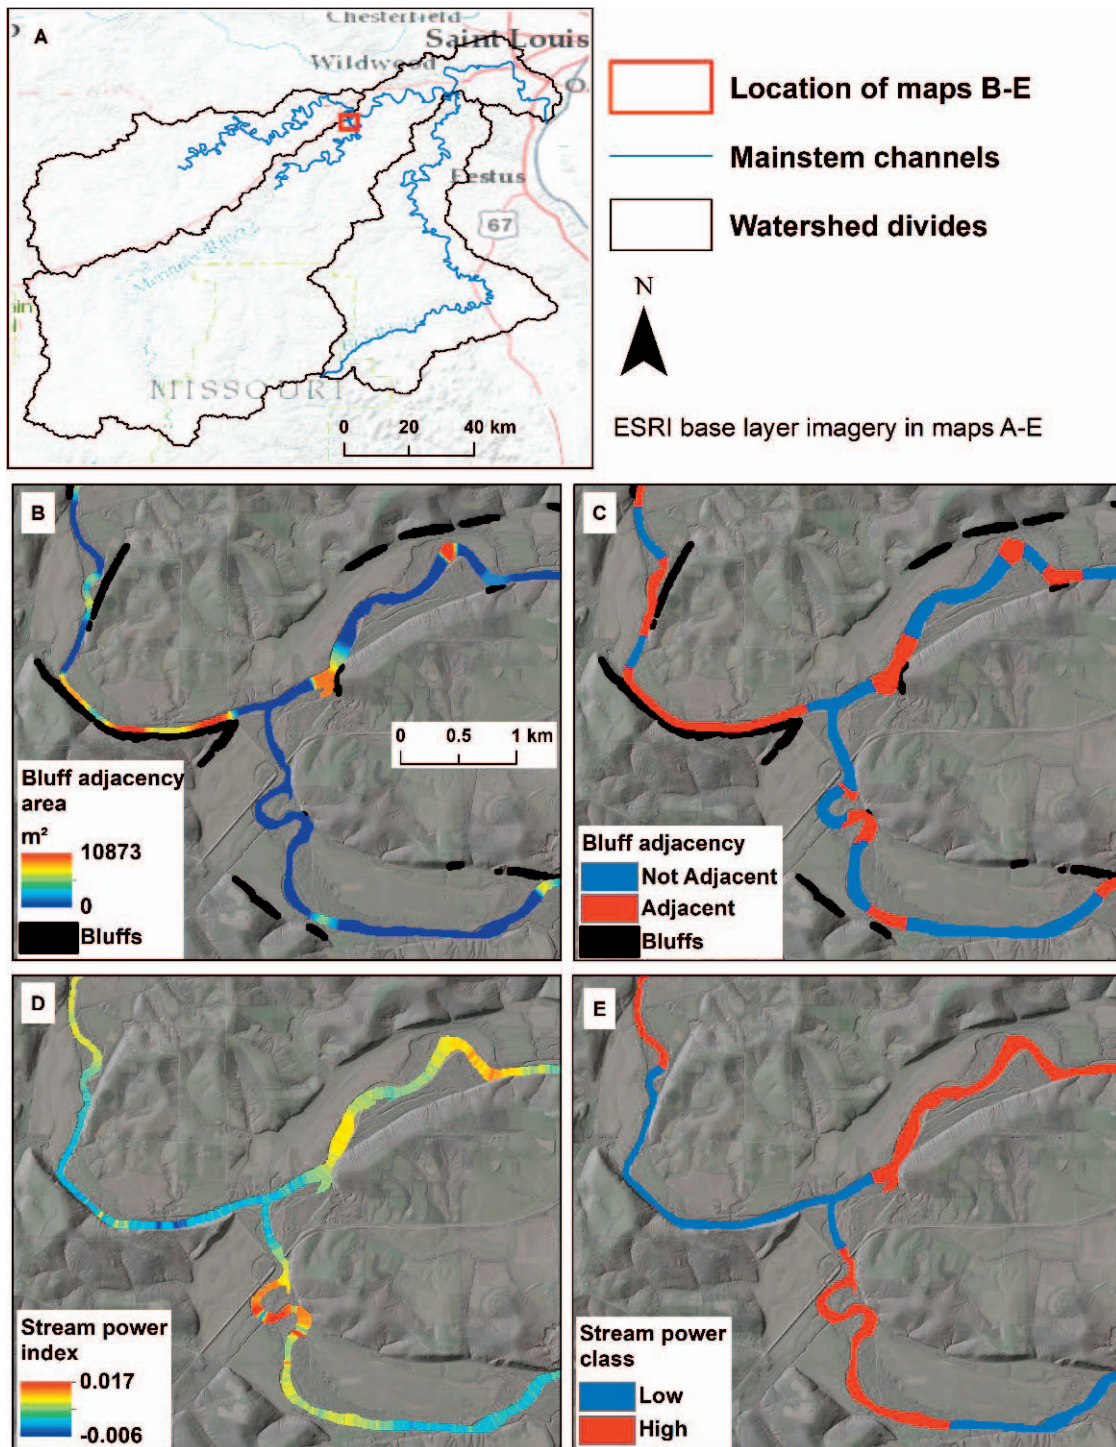 A
Chesterfield
Saint Louis
Wildwood
Festus
67
MISSOURI
0 20 40 km
Location of maps B-E
Mainstem channels
Watershed divides
N
ESRI base layer imagery in maps A-E
B
0 0.5 1 km
Bluff adjacency
area
m²
10873
0
Bluffs
C
Bluff adjacency
Not Adjacent
Adjacent
Bluffs
D
Stream power
index
0.017
-0.006
E
Stream power
class
Low
High